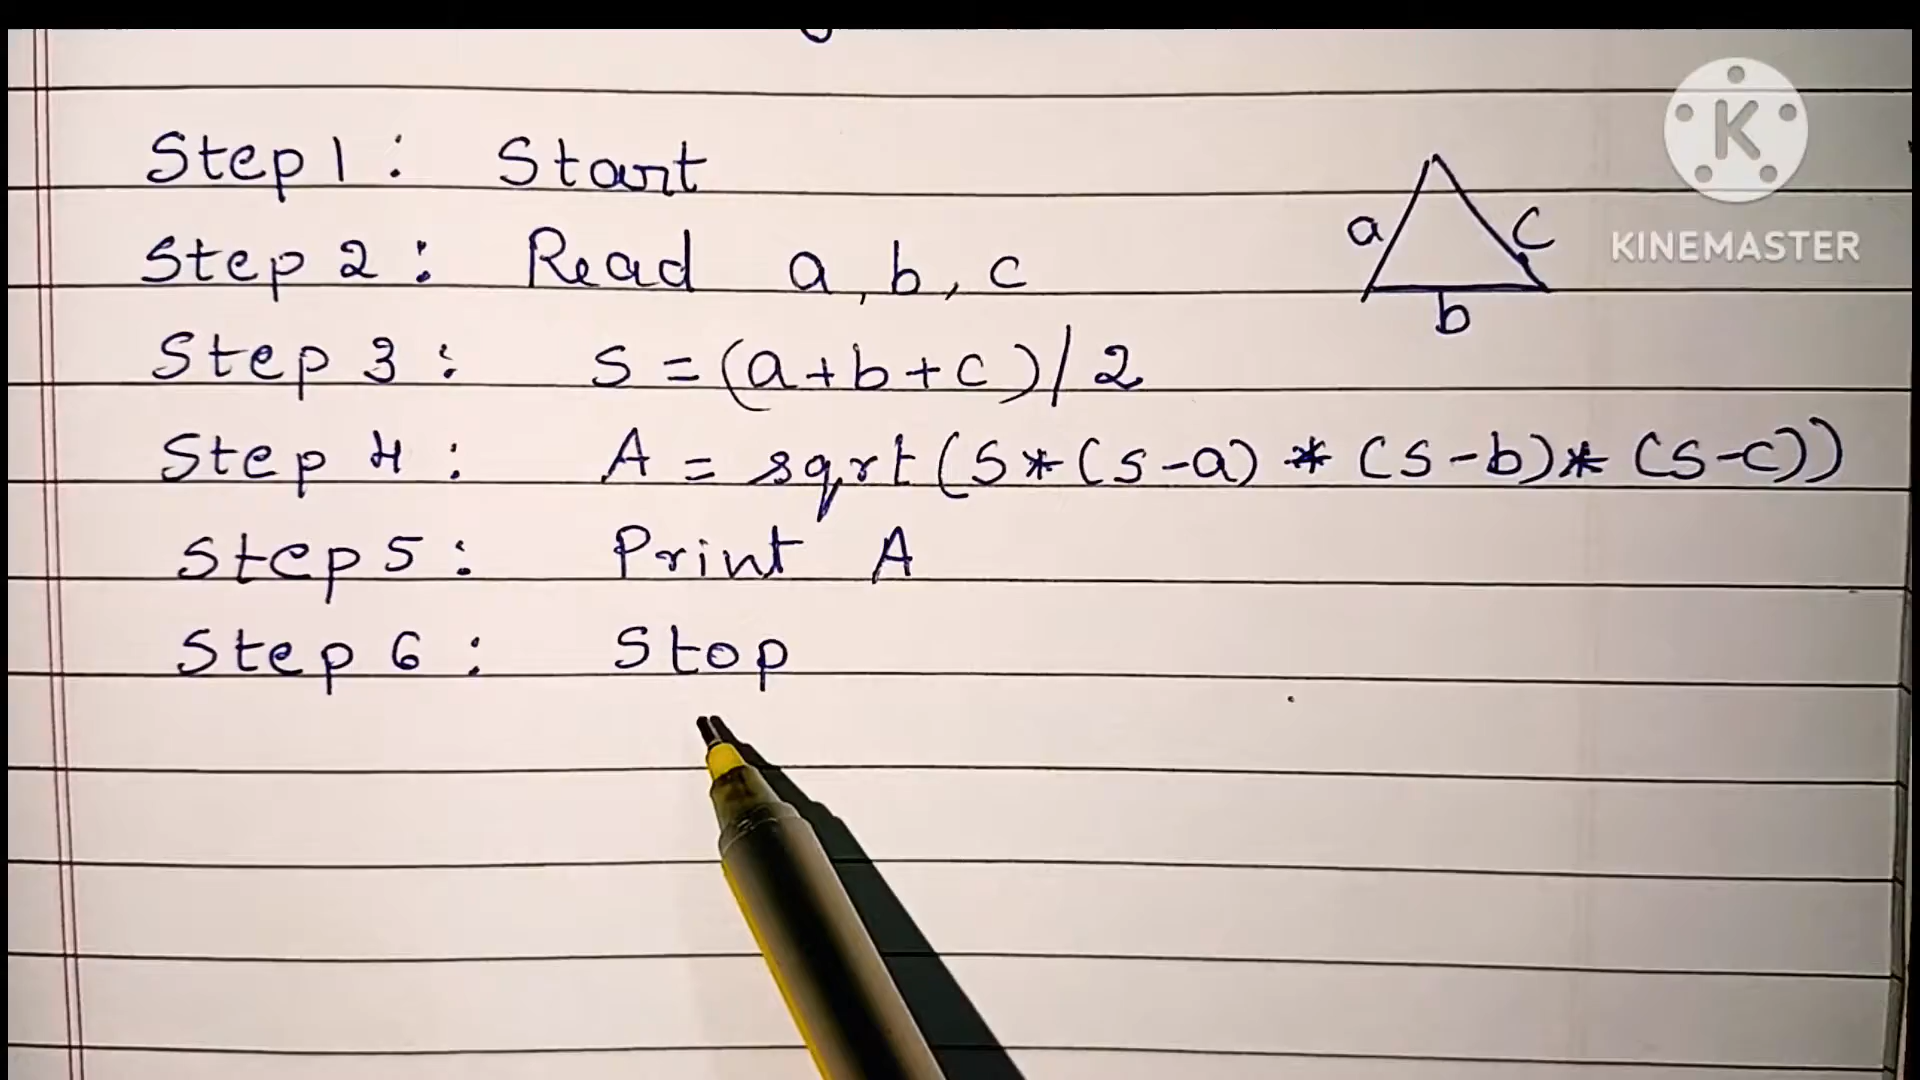 Step 1 : Start
Step 2 : Read a, b, c
Step 3 : S = (a+b+c)/2
Step 4 : A = sqrt(S*(S-a) * (S-b)* (S-c))
Step 5 : Print A
Step 6 : Stop
a
c
b
K
KINEMASTER